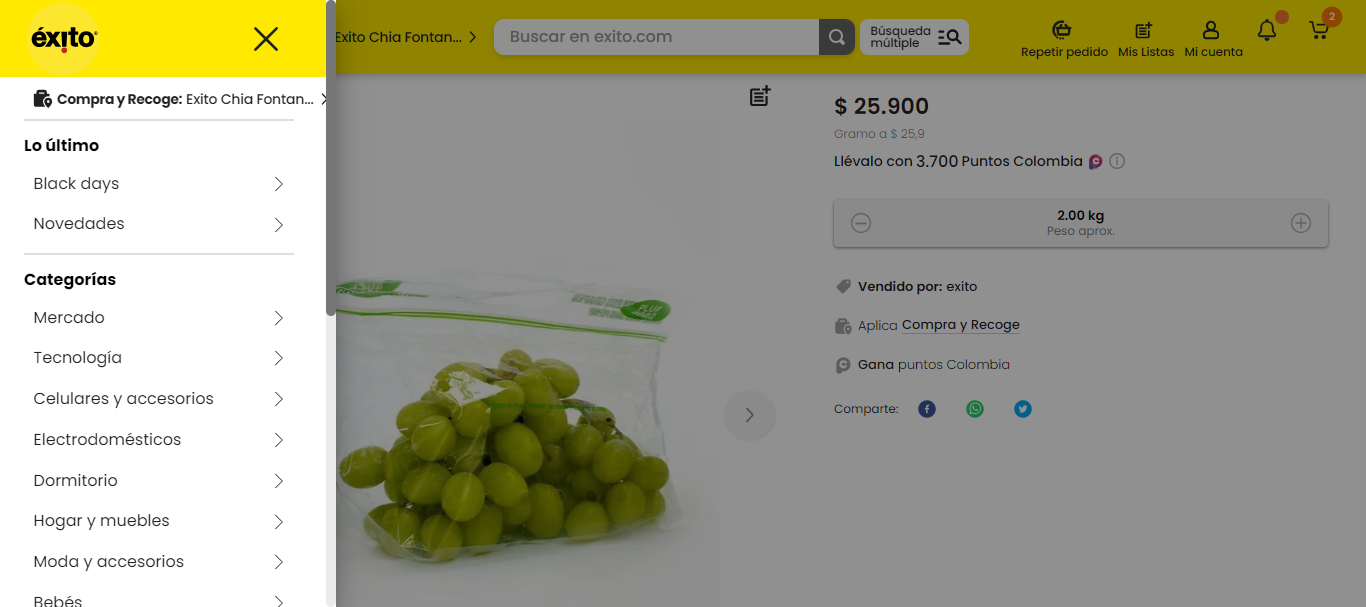 éxito
Compra y Recoge: Exito Chia Fontan...
Lo último
Black days
Novedades
Categorías
Mercado
Tecnología
Celulares y accesorios
Electrodomésticos
Dormitorio
Hogar y muebles
Moda y accesorios
Bebés
Exito Chia Fontan...
Buscar en exito.com
Búsqueda
múltiple
Repetir pedido
Mis Listas
Mi cuenta
2
$ 25.900
Gramo a $ 25,9
Llévalo con 3.700 Puntos Colombia
2.00 kg
Peso aprox.
Vendido por: exito
Aplica Compra y Recoge
Gana puntos Colombia
Comparte: